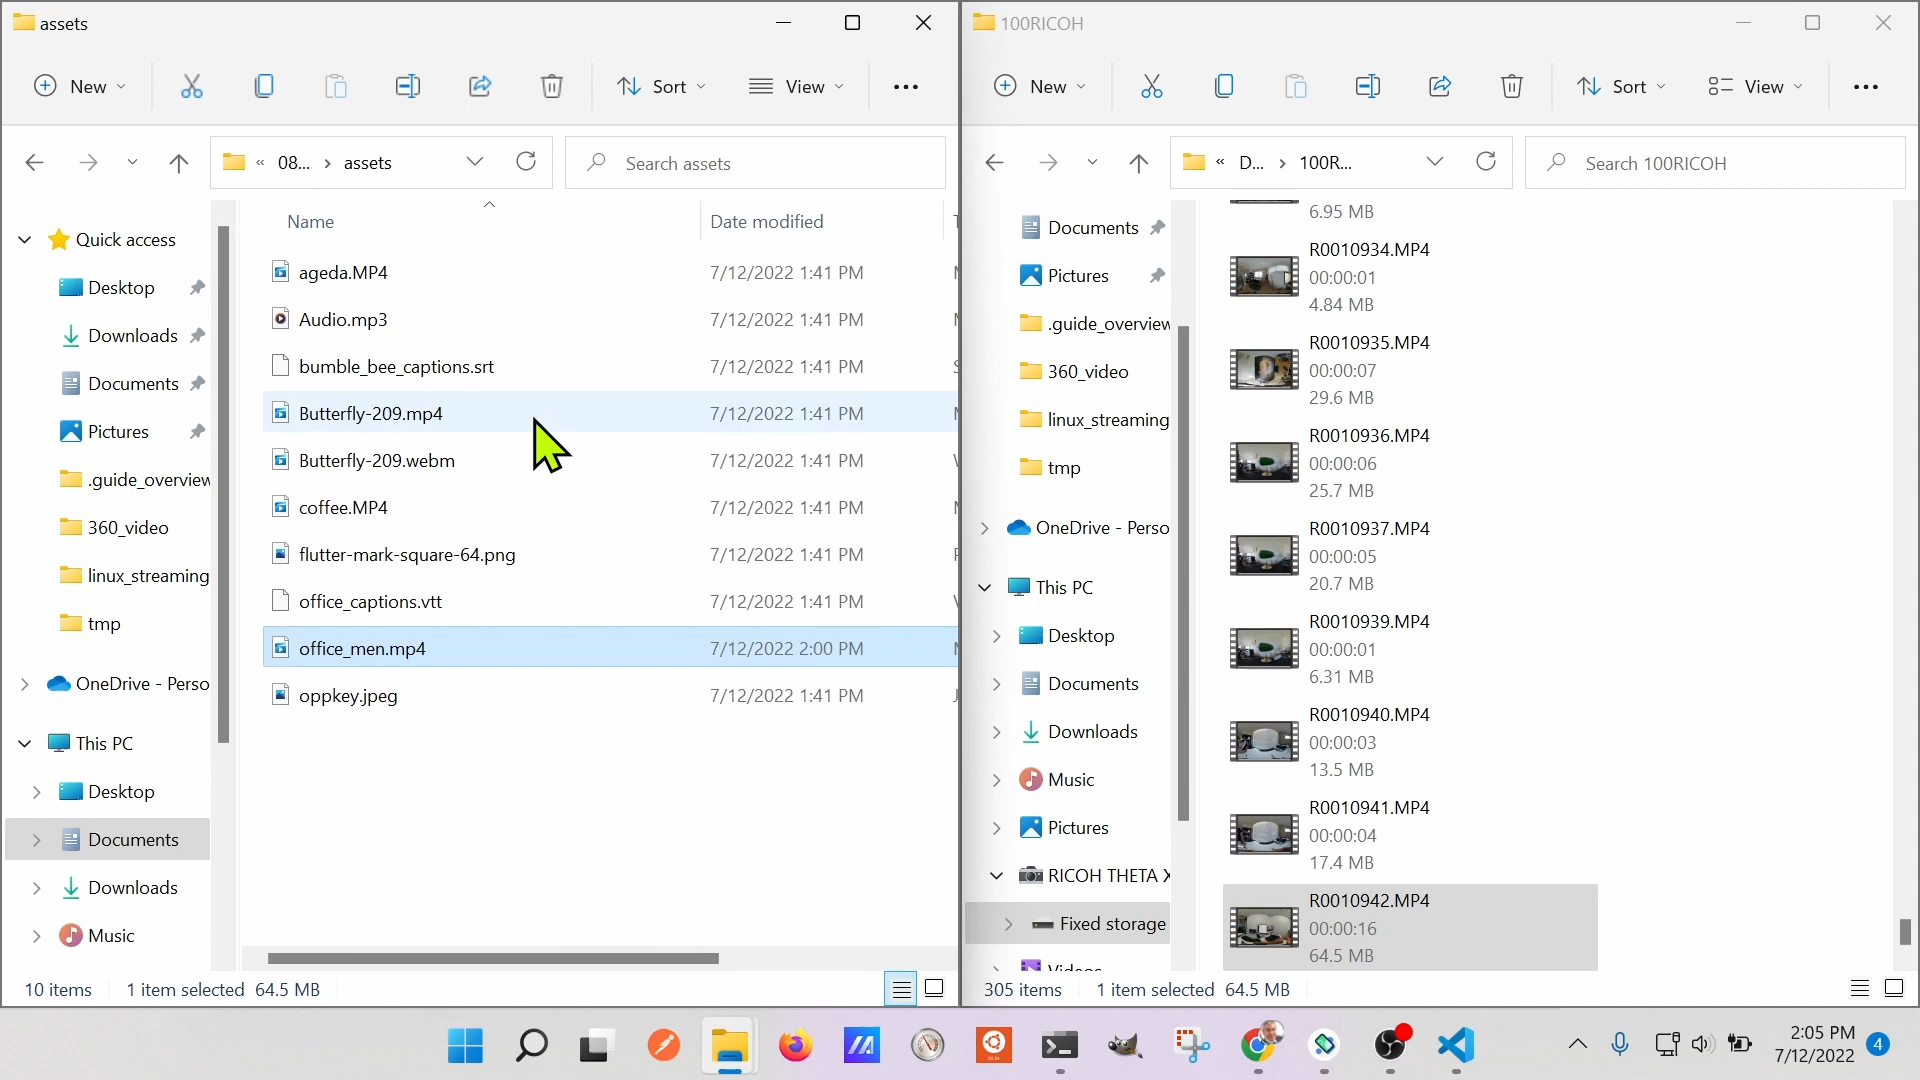 assets
New
Sort
View
08...
assets
Search assets
Quick access
Desktop
Downloads
Documents
Pictures
.guide_overview
360_video
linux_streaming
tmp
OneDrive - Perso
This PC
Desktop
Documents
Downloads
Music
Name
Date modified
ageda.MP4
7/12/2022 1:41 PM
Audio.mp3
7/12/2022 1:41 PM
bumble_bee_captions.srt
7/12/2022 1:41 PM
Butterfly-209.mp4
7/12/2022 1:41 PM
Butterfly-209.webm
7/12/2022 1:41 PM
coffee.MP4
7/12/2022 1:41 PM
flutter-mark-square-64.png
7/12/2022 1:41 PM
office_captions.vtt
7/12/2022 1:41 PM
office_men.mp4
7/12/2022 2:00 PM
oppkey.jpeg
7/12/2022 1:41 PM
10 items
1 item selected 64.5 MB
100RICOH
New
Sort
View
D...
100R...
Search 100RICOH
Documents
Pictures
.guide_overview
360_video
linux_streaming
tmp
OneDrive - Perso
This PC
Desktop
Documents
Downloads
Music
Pictures
RICOH THETA X
Fixed storage
Videos
6.95 MB
R0010934.MP4
00:00:01
4.84 MB
R0010935.MP4
00:00:07
29.6 MB
R0010936.MP4
00:00:06
25.7 MB
R0010937.MP4
00:00:05
20.7 MB
R0010939.MP4
00:00:01
6.31 MB
R0010940.MP4
00:00:03
13.5 MB
R0010941.MP4
00:00:04
17.4 MB
R0010942.MP4
00:00:16
64.5 MB
305 items
1 item selected 64.5 MB
2:05 PM
7/12/2022
4